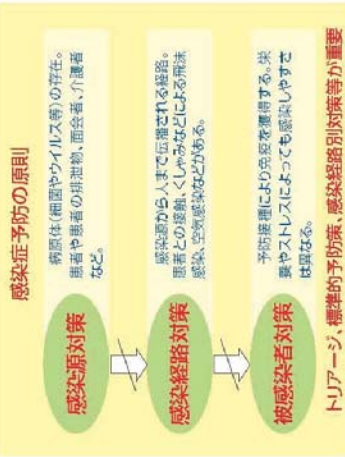 感染症予防の原則
感染源対策
病原体(細菌やウイルス等)の存在。
患者や患者の排泄物、面会者、介護者
など。
感染経路対策
感染源から人まで伝播される経路。
患者との接触、くしゃみなどによる飛沫
感染、空気感染などがある。
被感染者対策
予防接種により免疫を獲得する。栄
養やストレスによっても感染しやすさ
は異なる。
トリアージ、標準的予防策、感染経路別対策等が重要